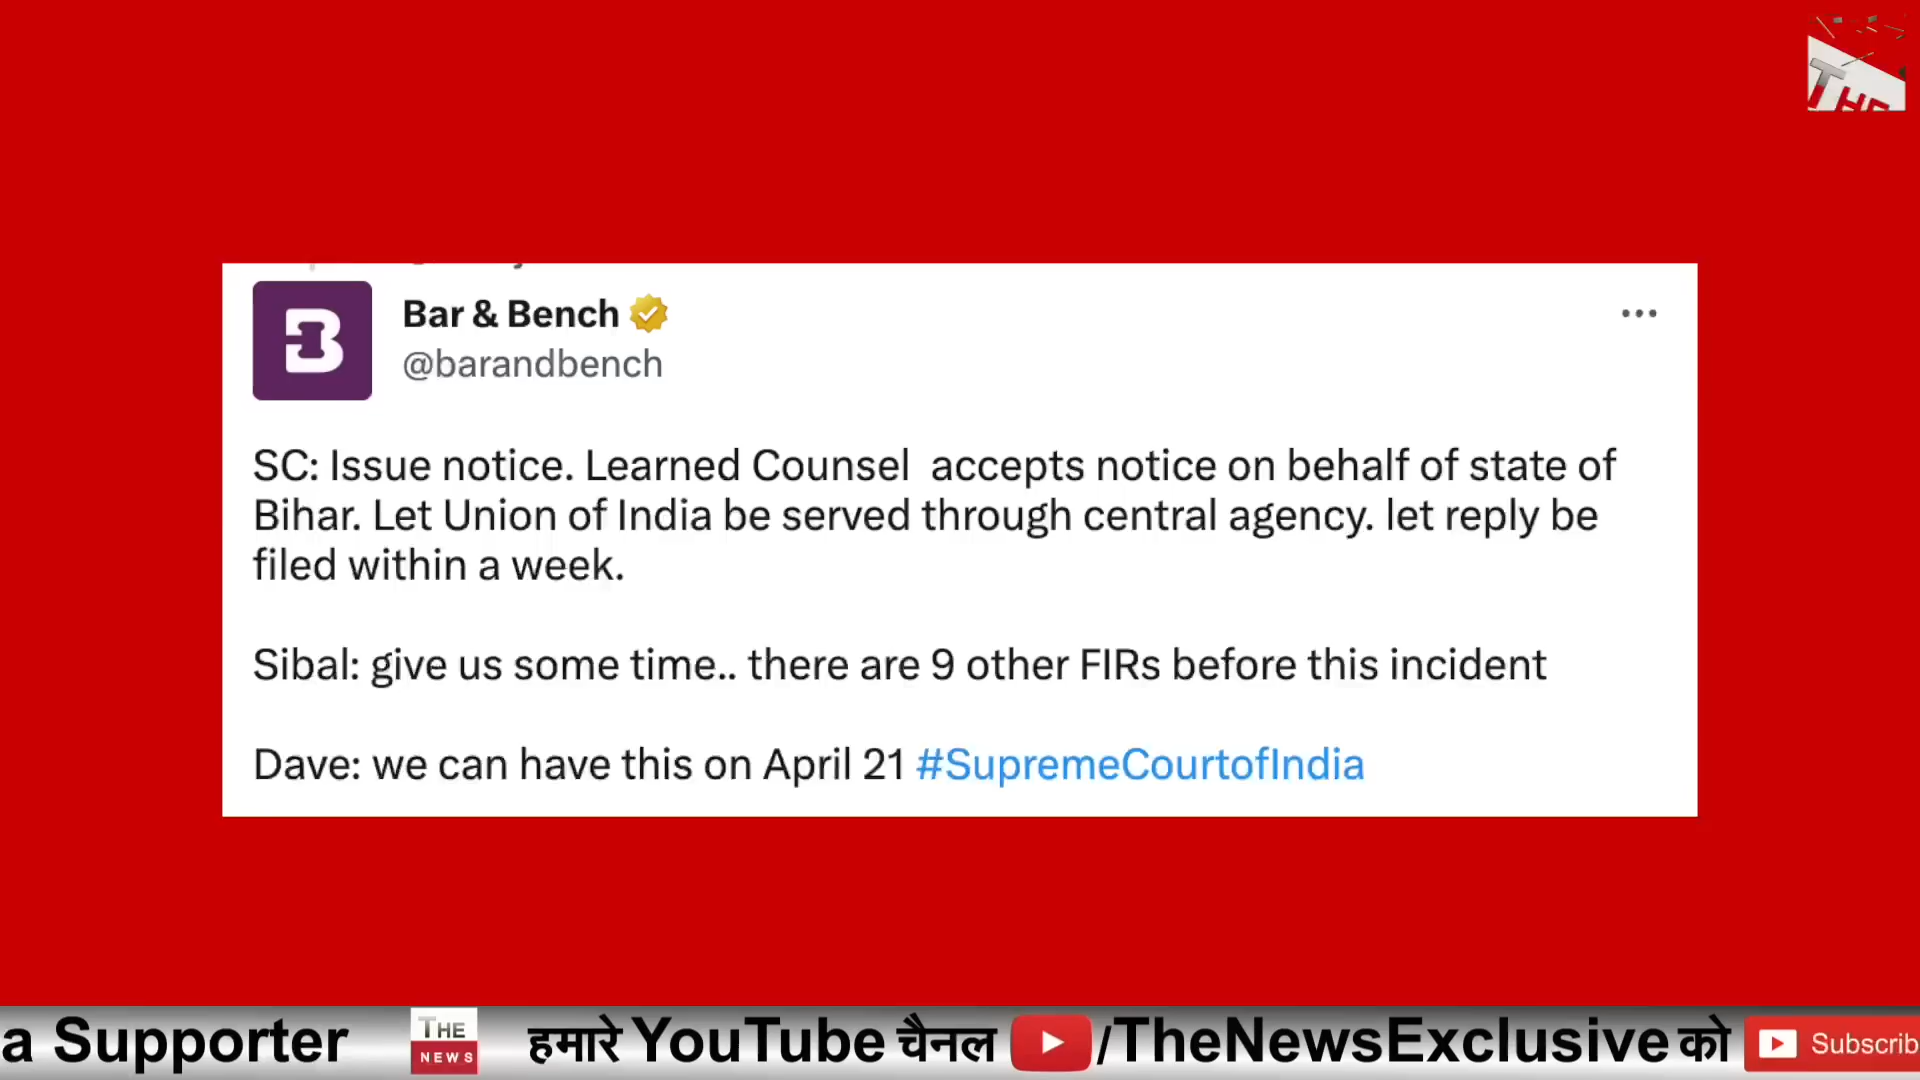 THE
Bar & Bench
@barandbench
SC: Issue notice. Learned Counsel accepts notice on behalf of state of
Bihar. Let Union of India be served through central agency. let reply be
filed within a week.
Sibal: give us some time.. there are 9 other FIRs before this incident
Dave: we can have this on April 21 #SupremeCourtofIndia
a Supporter THE NEWS हमारे YouTube चैनल /TheNewsExclusive को Subscrib